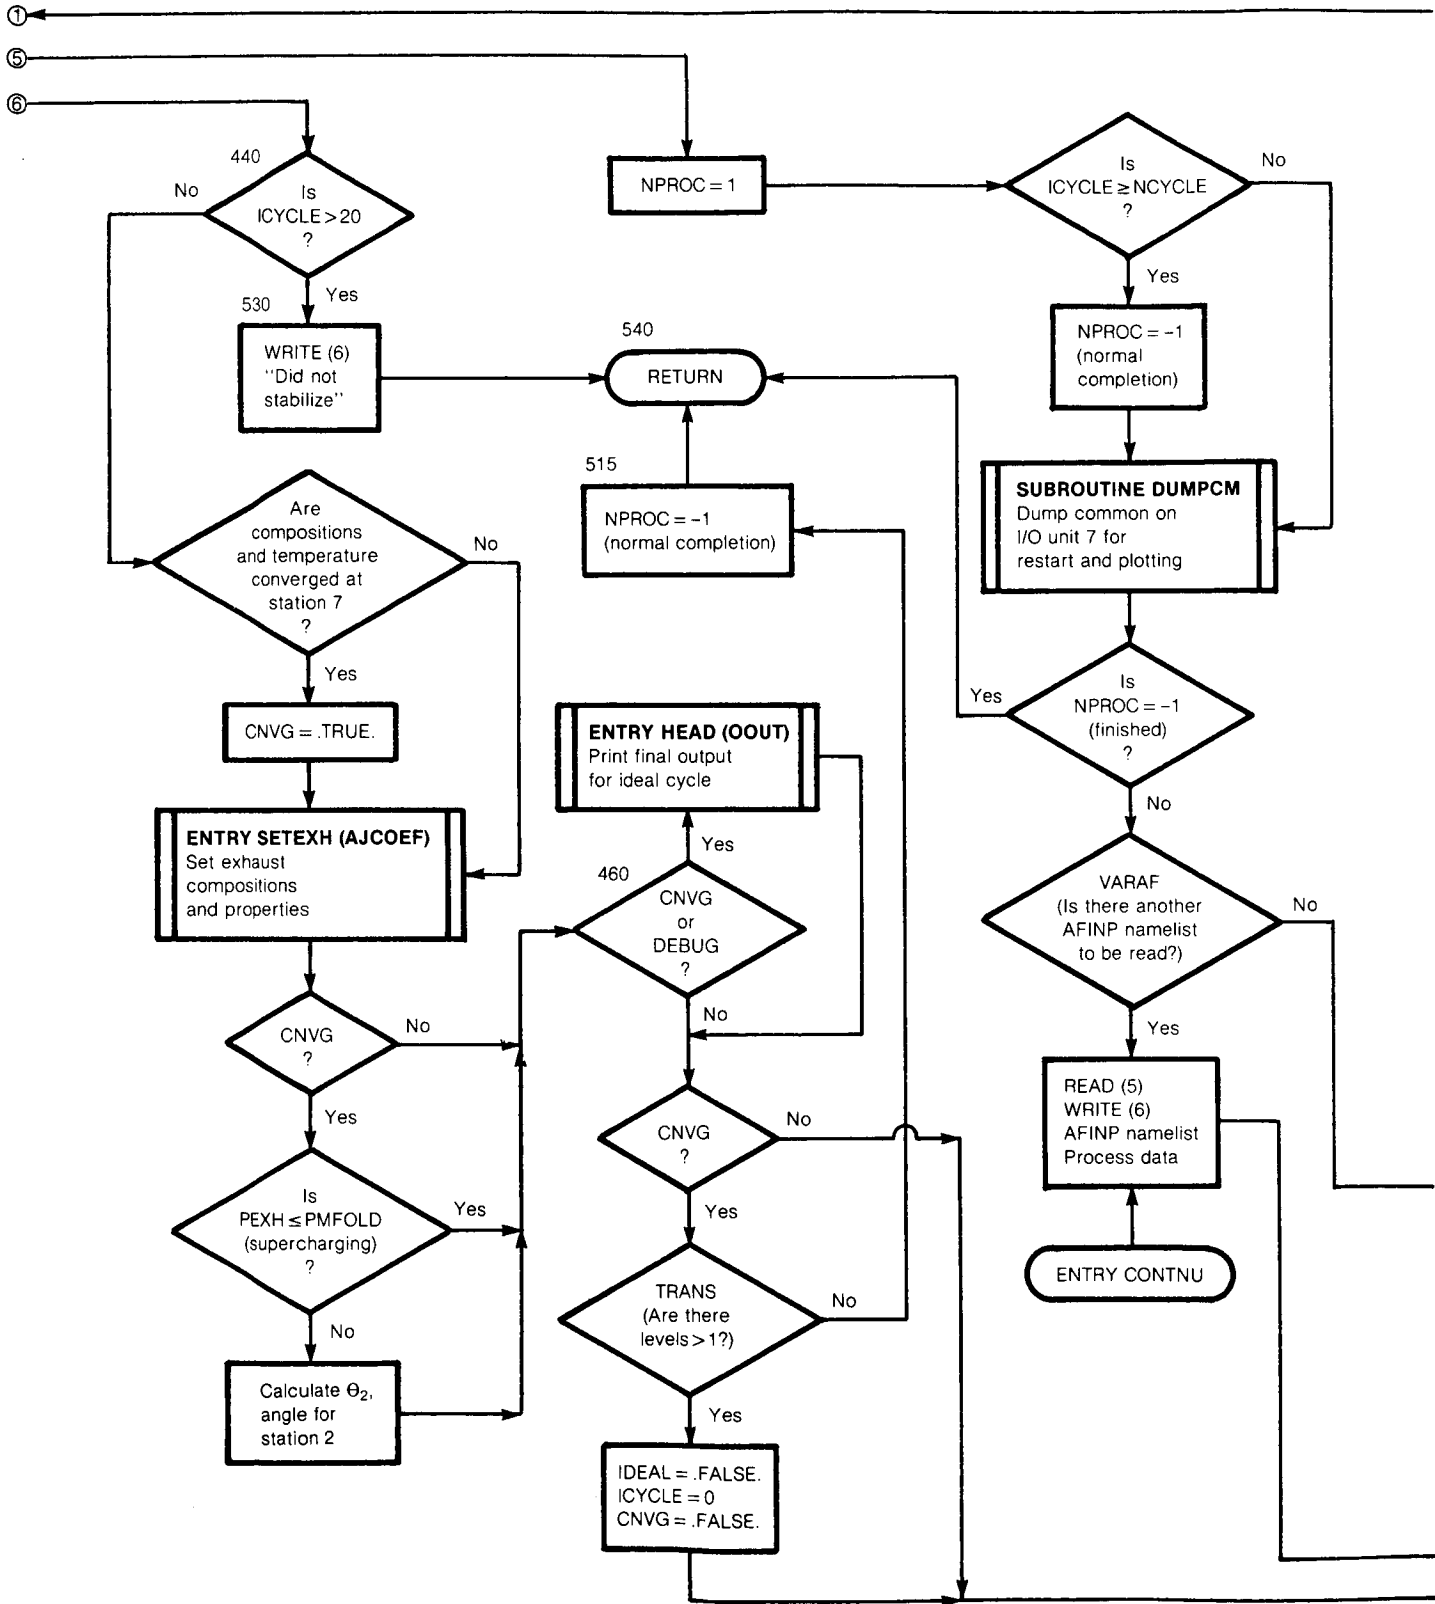 ①
⑤
⑥
440
No
Is
ICYCLE > 20
?
Yes
530
WRITE (6)
"Did not
stabilize"
540
RETURN
515
NPROC = -1
(normal completion)
Are
compositions
and temperature
converged at
station 7
?
No
Yes
CNVG = .TRUE.
ENTRY SETEXH (AJCOEF)
Set exhaust
compositions
and properties
CNVG
?
No
Yes
Is
PEXH ≤ PMFOLD
(supercharging)
?
Yes
No
Calculate Θ₂,
angle for
station 2
NPROC = 1
ENTRY HEAD (OOUT)
Print final output
for ideal cycle
Yes
460
CNVG
or
DEBUG
?
No
CNVG
?
No
Yes
TRANS
(Are there
levels > 1?)
No
Yes
IDEAL = .FALSE.
ICYCLE = 0
CNVG = .FALSE.
Is
ICYCLE ≥ NCYCLE
?
No
Yes
NPROC = -1
(normal
completion)
SUBROUTINE DUMPCM
Dump common on
I/O unit 7 for
restart and plotting
Is
NPROC = -1
(finished)
?
Yes
No
VARAF
(Is there another
AFINP namelist
to be read?)
No
Yes
READ (5)
WRITE (6)
AFINP namelist
Process data
ENTRY CONTNU